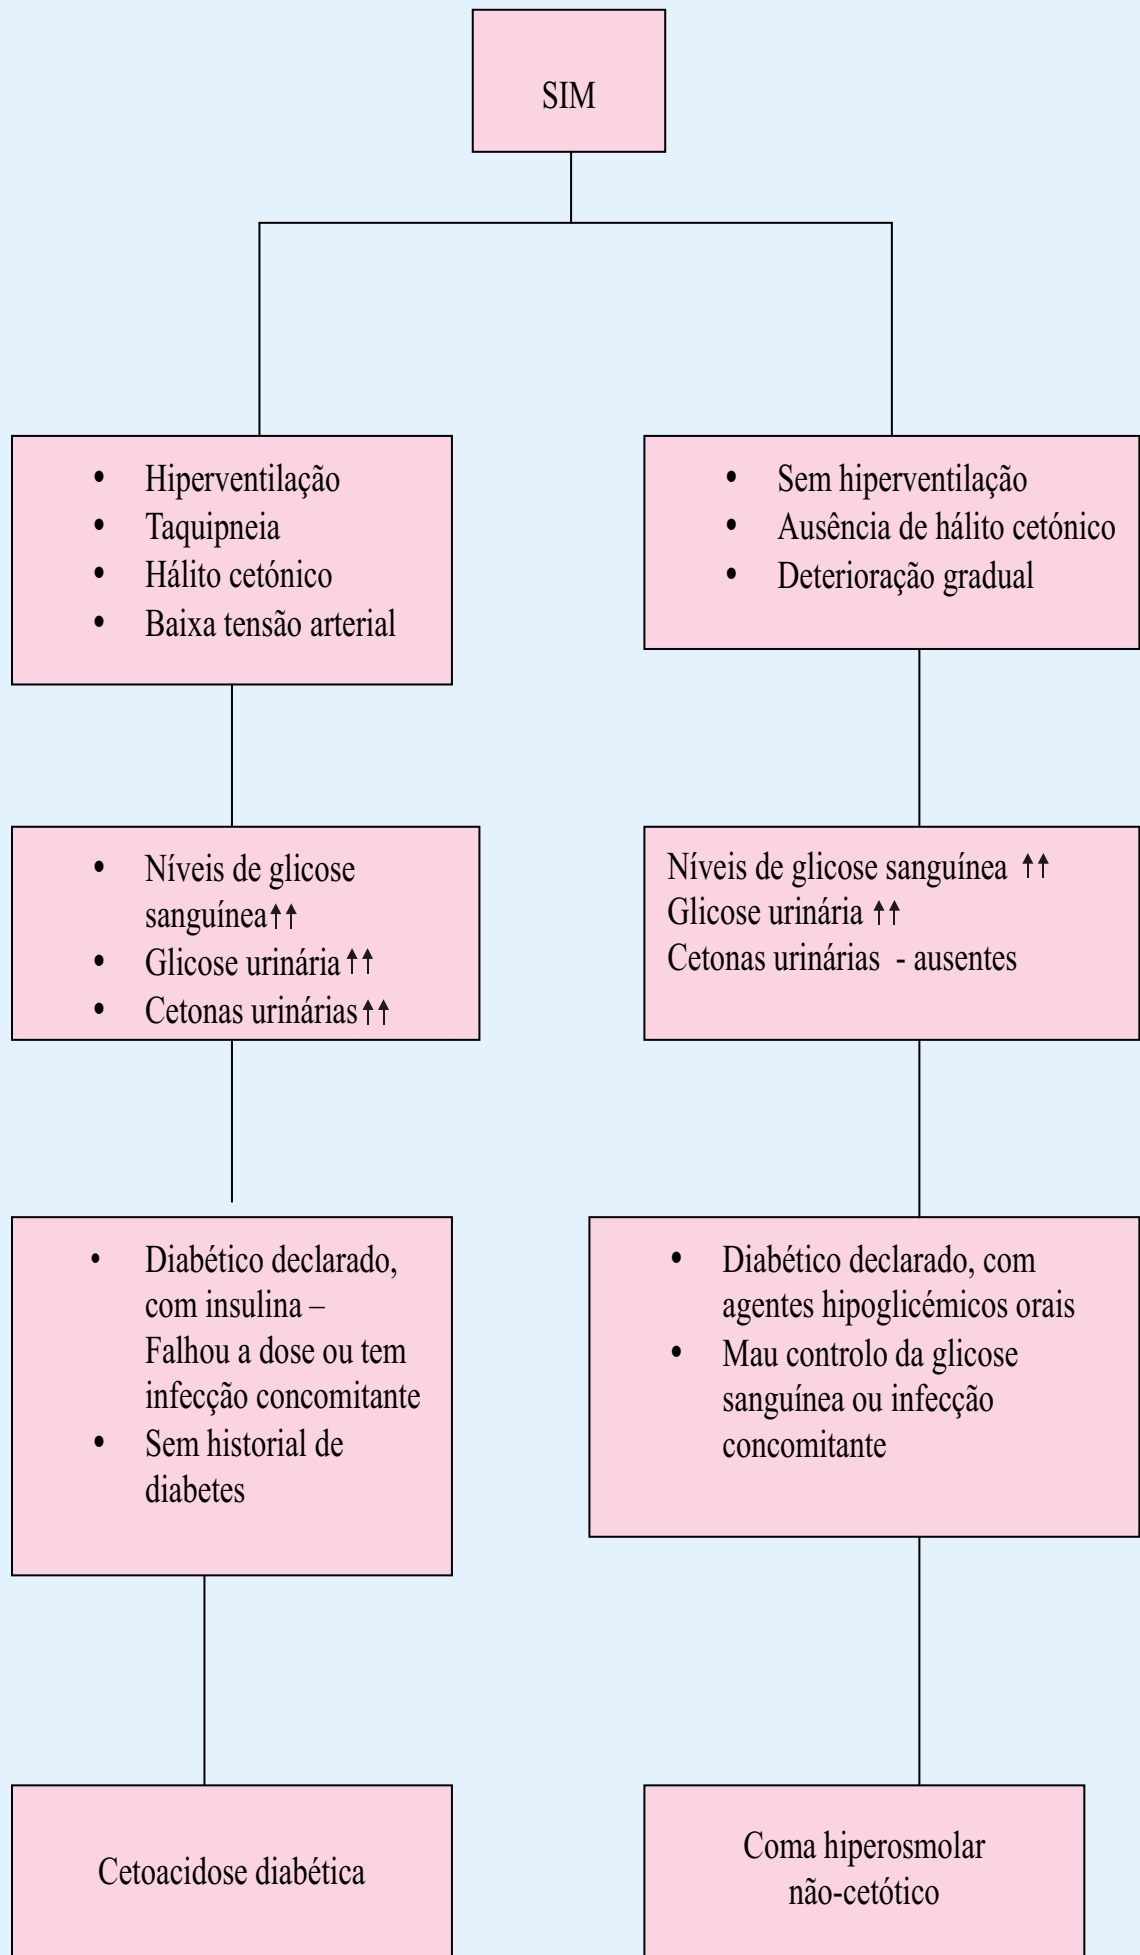 SIM
• Hiperventilação
• Taquipneia
• Hálito cetónico
• Baixa tensão arterial
• Sem hiperventilação
• Ausência de hálito cetónico
• Deterioração gradual
• Níveis de glicose
sanguínea↑↑
• Glicose urinária↑↑
• Cetonas urinárias↑↑
Níveis de glicose sanguínea ↑↑
Glicose urinária ↑↑
Cetonas urinárias - ausentes
• Diabético declarado,
com insulina –
Falhou a dose ou tem
infecção concomitante
• Sem historial de
diabetes
• Diabético declarado, com
agentes hipoglicémicos orais
• Mau controlo da glicose
sanguínea ou infecção
concomitante
Cetoacidose diabética
Coma hiperosmolar
não-cetótico